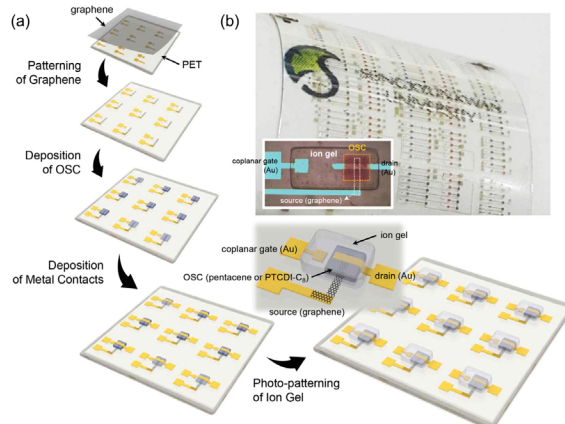 (a)
graphene
PET
Patterning
of Graphene
Deposition
of OSC
Deposition
of Metal Contacts
Photo-patterning
of Ion Gel
(b)
SUNGKYUNKWAN
UNIVERSITY
OSC
ion gel
coplanar gate
(Au)
drain
(Au)
source (graphene)
ion gel
coplanar gate (Au)
OSC (pentacene or PTCDI-C₈)
drain (Au)
source (graphene)